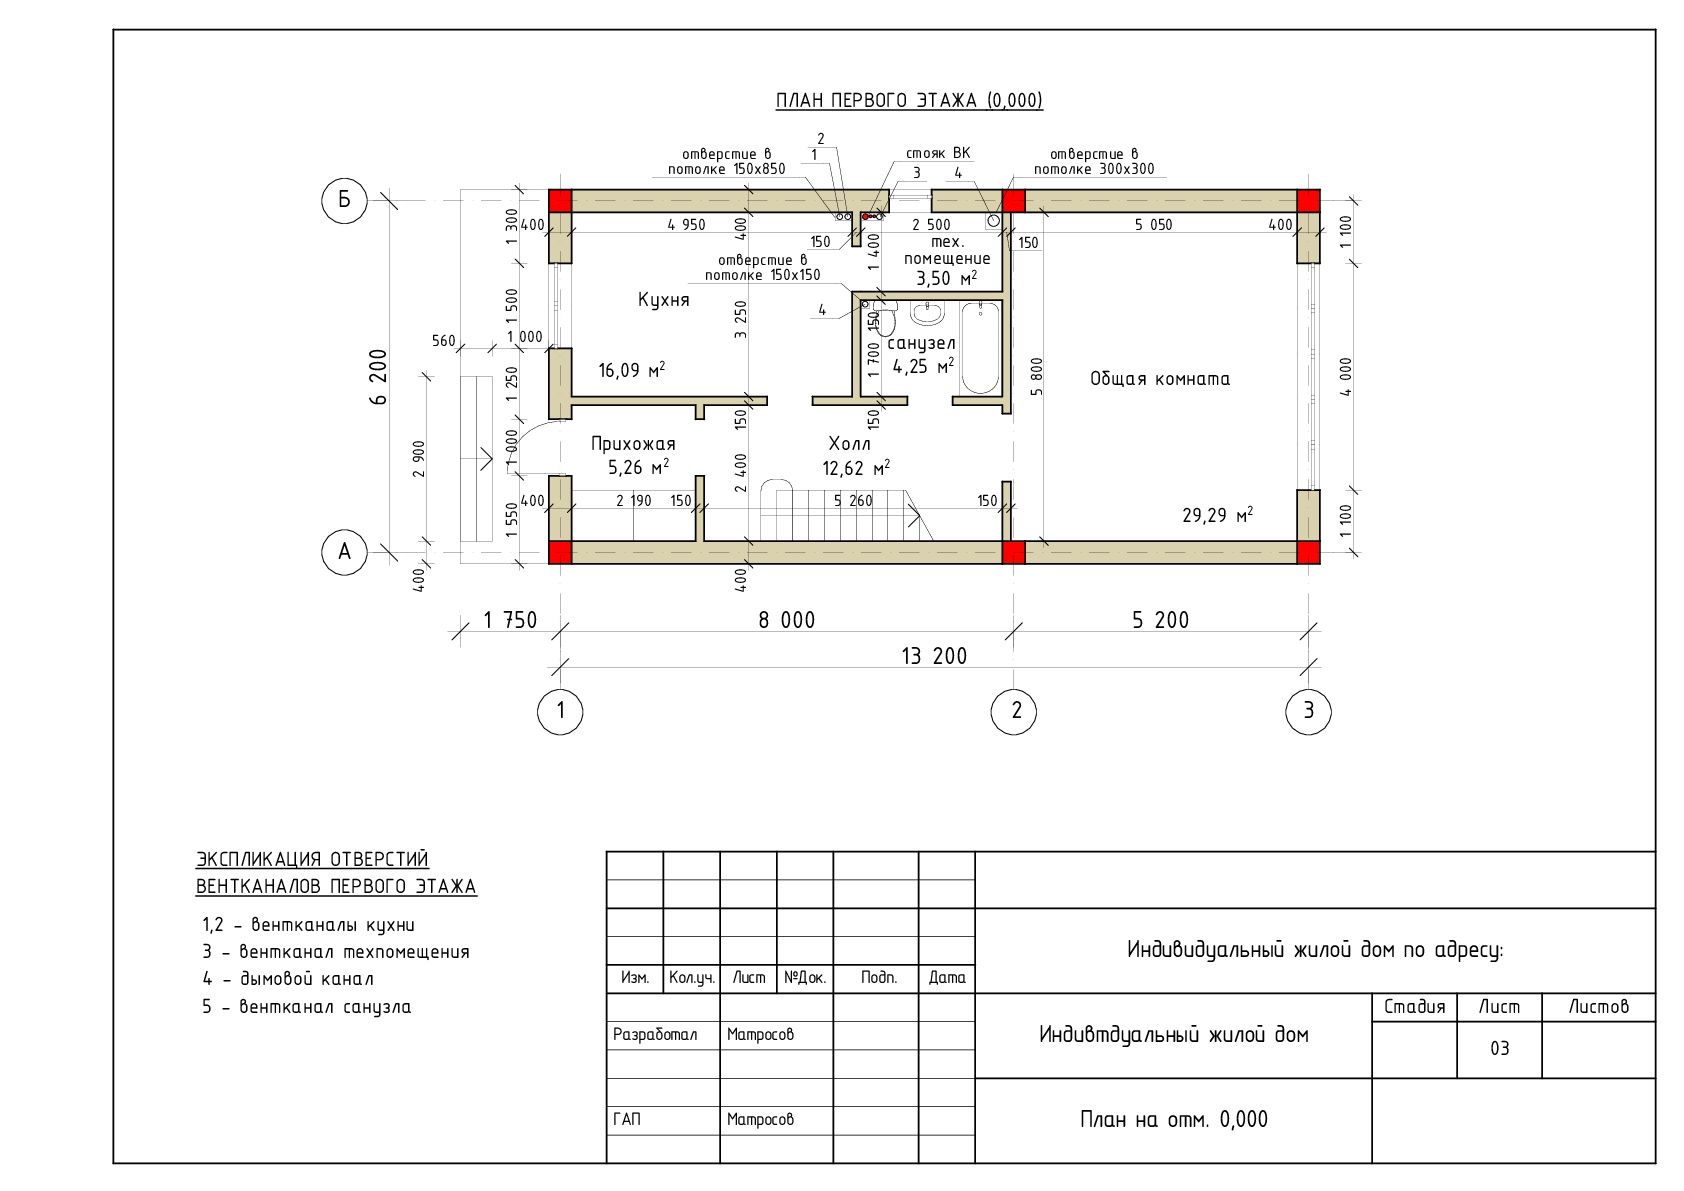 ПЛАН ПЕРВОГО ЭТАЖА (0,000)
2
1
отверстие в
потолке 150х850
стояк ВК
3
4
отверстие в
потолке 300х300
Б
400
4 950
400
150
2 500
150
5 050
400
1 300
1 100
тех.
помещение
3,50 м²
1 400
отверстие в
потолке 150х150
Кухня
4
1 500
3 250
150
560
1 000
санузел
4,25 м²
1 700
16,09 м²
6 200
1 250
5 800
Общая комната
4 000
150
150
Прихожая
5,26 м²
Холл
12,62 м²
2 900
1 000
2 400
400
2 190
150
5 260
150
29,29 м²
1 550
1 100
А
400
400
1 750
8 000
5 200
13 200
1
2
3
ЭКСПЛИКАЦИЯ ОТВЕРСТИЙ
ВЕНТКАНАЛОВ ПЕРВОГО ЭТАЖА
1,2 - вентканалы кухни
3 - вентканал техпомещения
4 - дымовой канал
5 - вентканал санузла
Индивидуальный жилой дом по адресу:
Изм. Кол.уч. Лист №Док. Подп. Дата
Стадия Лист Листов
Разработал Матросов
Индивтдуальный жилой дом
03
ГАП Матросов
План на отм. 0,000